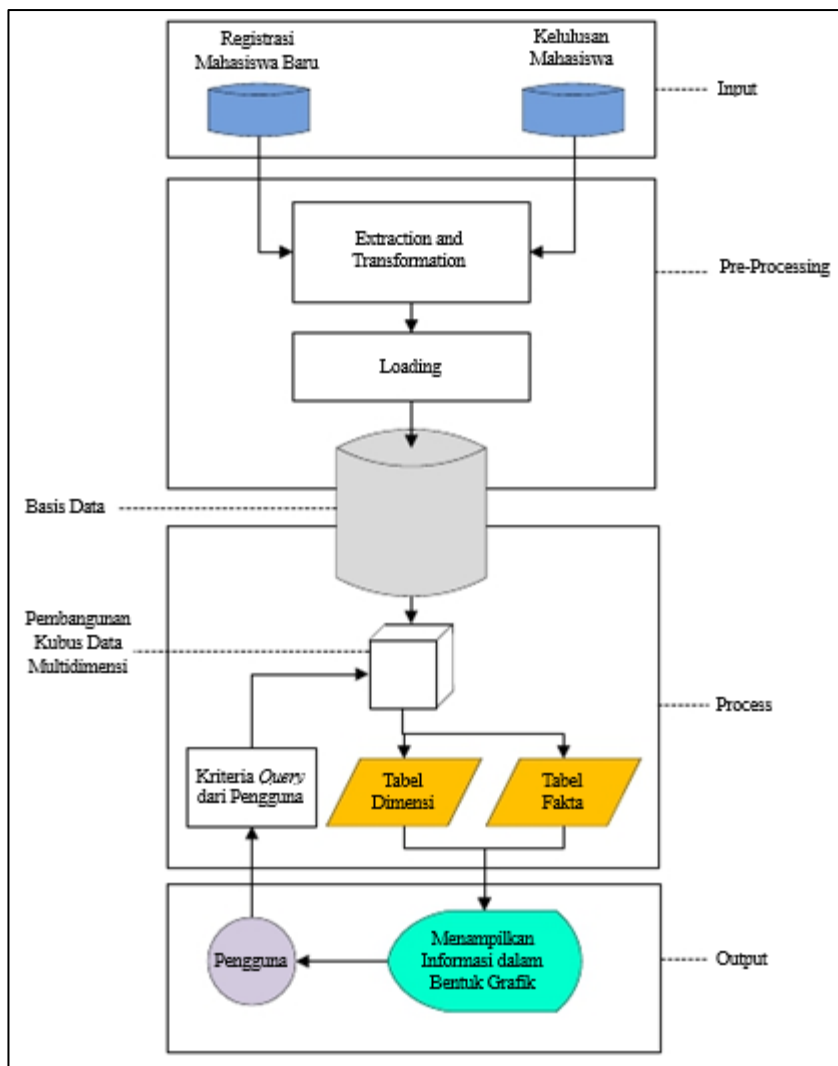 Registrasi
Mahasiswa Baru
Kelulusan
Mahasiswa
Input
Extraction and
Transformation
Pre-Processing
Loading
Basis Data
Pembangunan
Kubus Data
Multidimensi
Process
Kriteria Query
dari Pengguna
Tabel
Dimensi
Tabel
Fakta
Pengguna
Menampilkan
Informasi dalam
Bentuk Grafik
Output